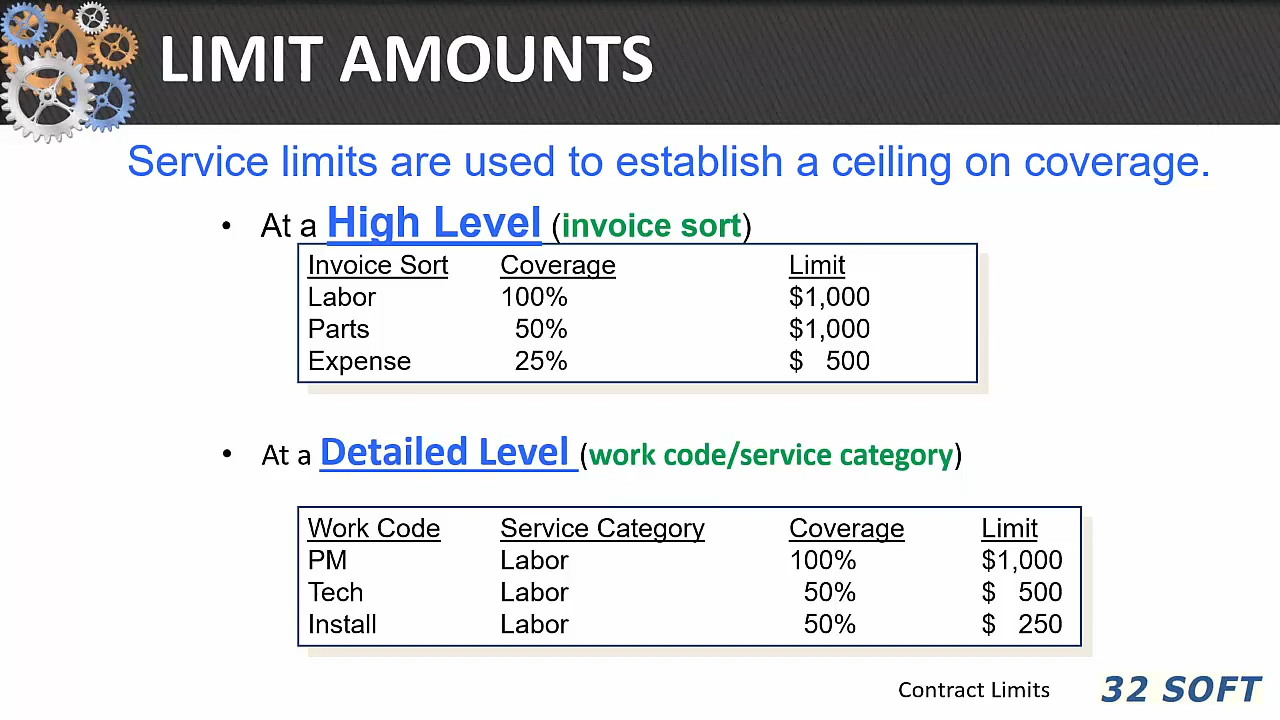 LIMIT AMOUNTS
Service limits are used to establish a ceiling on coverage.
• At a High Level (invoice sort)
Invoice Sort Coverage Limit
Labor 100% $1,000
Parts 50% $1,000
Expense 25% $ 500
• At a Detailed Level (work code/service category)
Work Code Service Category Coverage Limit
PM Labor 100% $1,000
Tech Labor 50% $ 500
Install Labor 50% $ 250
Contract Limits 32 SOFT